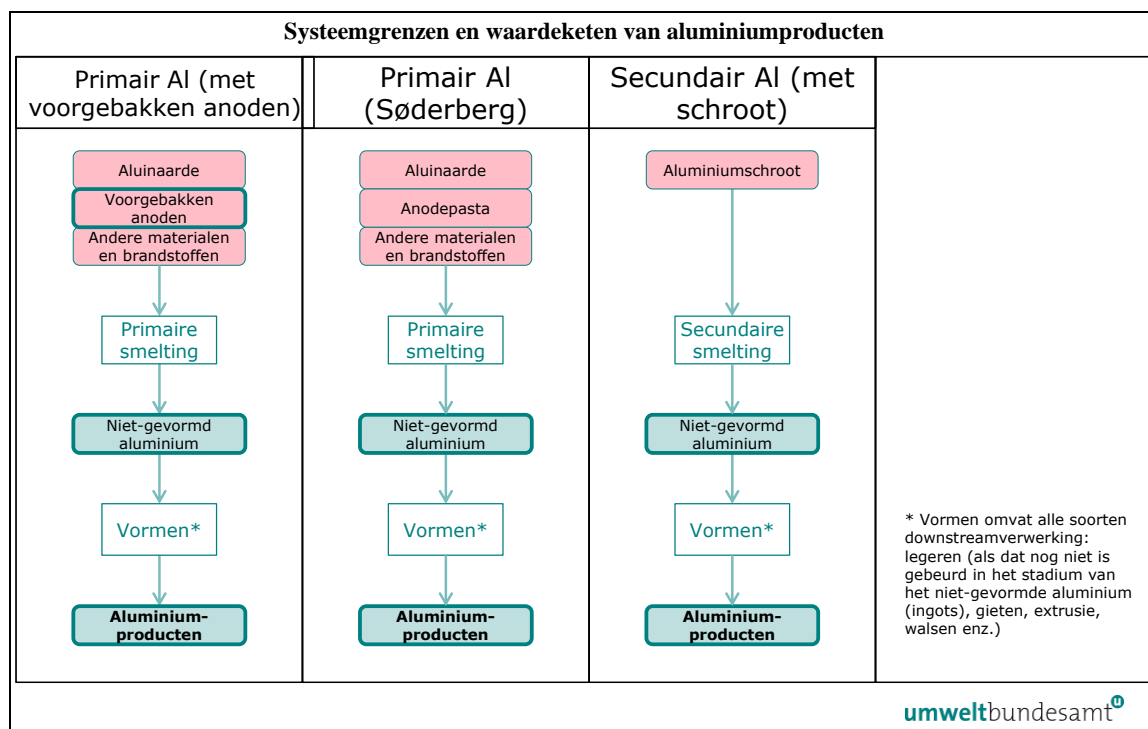 Systeemgrenzen en waardeketen van aluminiumproducten
Primair Al (met
voorgebakken anoden)
Aluinaarde
Voorgebakken
anoden
Andere materialen
en brandstoffen
Primaire
smelting
Niet-gevormd
aluminium
Vormen*
Aluminium-
producten
Primair Al
(Søderberg)
Aluinaarde
Anodepasta
Andere materialen
en brandstoffen
Primaire
smelting
Niet-gevormd
aluminium
Vormen*
Aluminium-
producten
Secundair Al (met
schroot)
Aluminiumschroot
Secundaire
smelting
Niet-gevormd
aluminium
Vormen*
Aluminium-
producten
* Vormen omvat alle soorten
downstreamverwerking:
legeren (als dat nog niet is
gebeurd in het stadium van
het niet-gevormde aluminium
(ingots), gieten, extrusie,
walsen enz.)
umweltbundesamt<sup>u</sup>